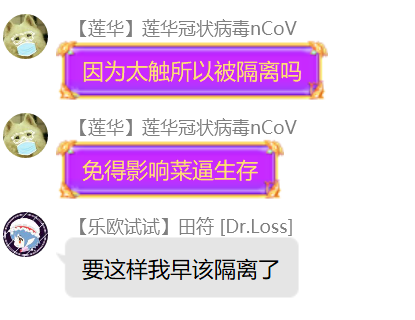 【莲华】莲华冠状病毒nCoV
因为太触所以被隔离吗
【莲华】莲华冠状病毒nCoV
免得影响菜逼生存
【乐欧试试】田符 [Dr.Loss]
要这样我早该隔离了